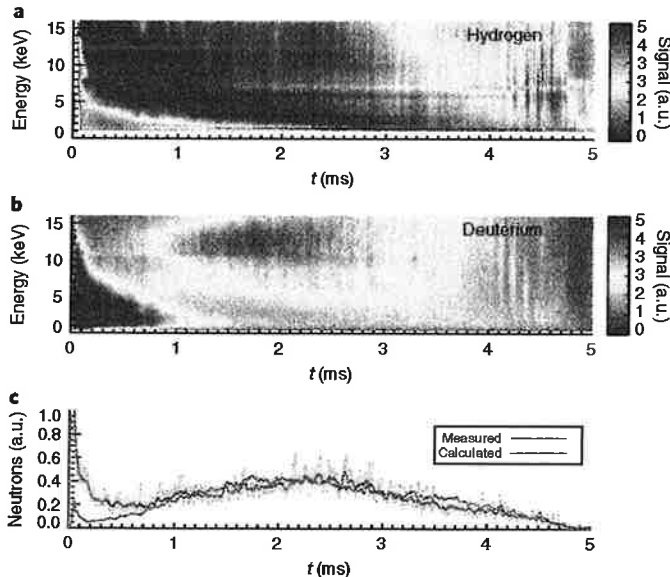 a
Hydrogen
Energy (keV)
15
10
5
0
0 1 2 3 4 5
t (ms)
5
4
3
2
1
0
Signal (a.u.)
b
Deuterium
Energy (keV)
15
10
5
0
0 1 2 3 4 5
t (ms)
5
4
3
2
1
0
Signal (a.u.)
c
Neutrons (a.u.)
1.0
0.8
0.6
0.4
0.2
0.0
Measured
Calculated
0 1 2 3 4 5
t (ms)